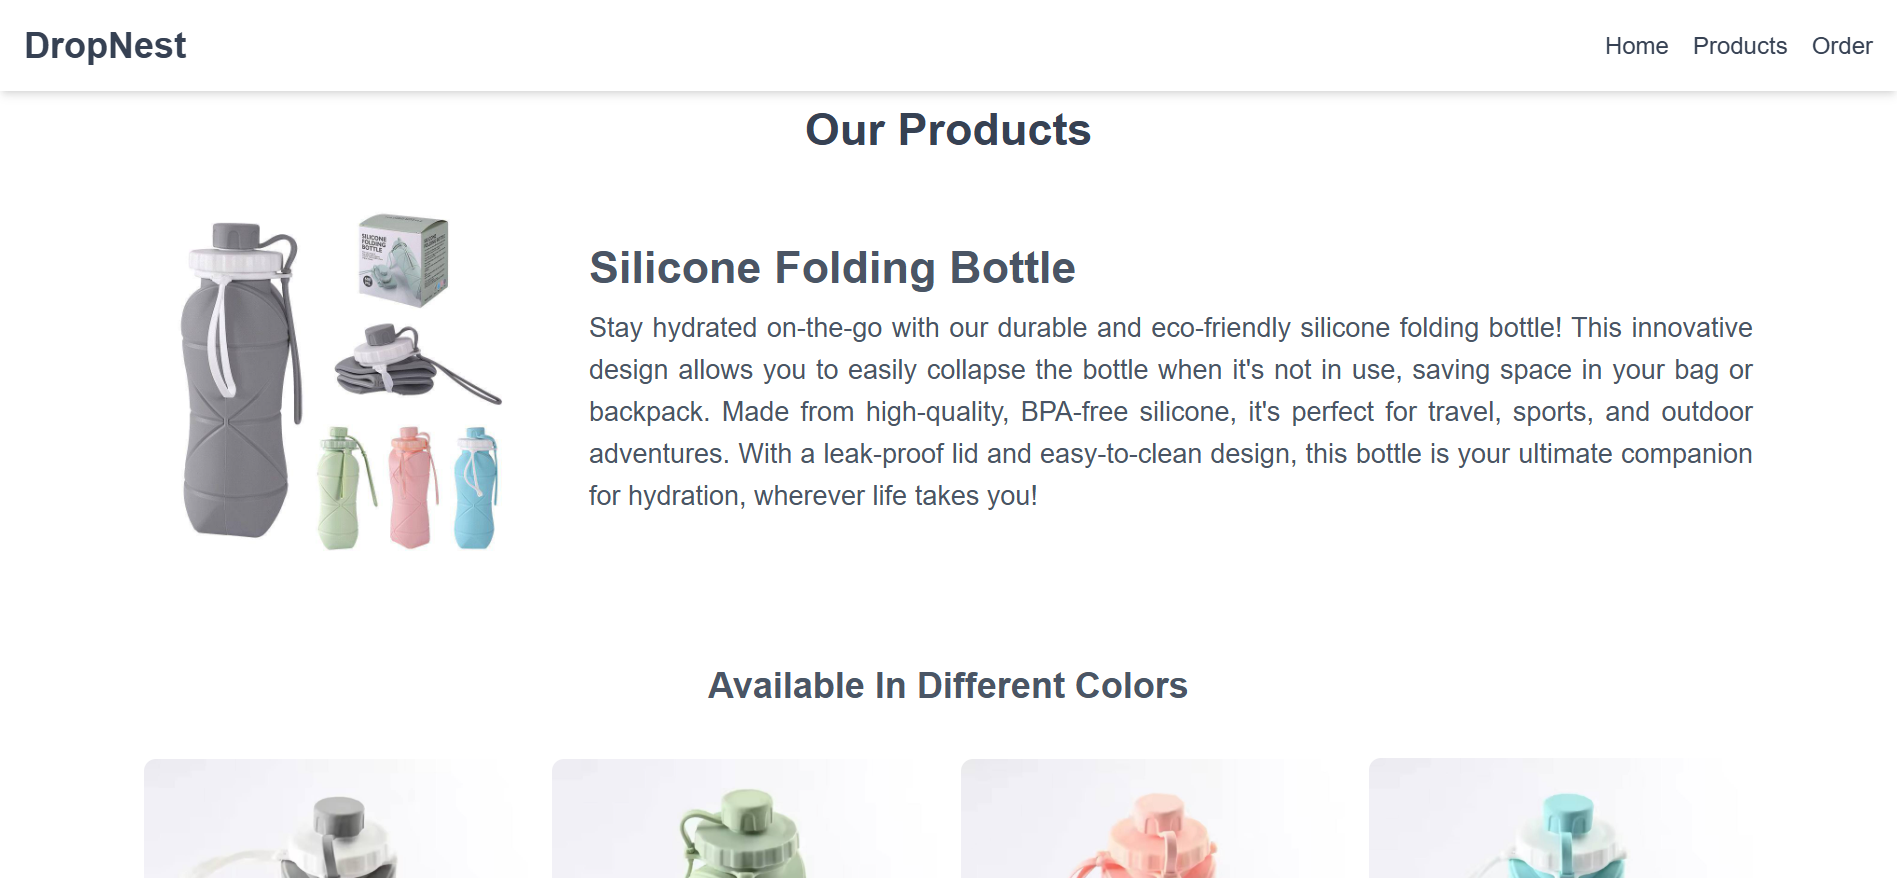 DropNest
Home Products Order
Our Products
SILICONE
FOLDING
BOTTLE
Silicone Folding Bottle
Stay hydrated on-the-go with our durable and eco-friendly silicone folding bottle! This innovative
design allows you to easily collapse the bottle when it's not in use, saving space in your bag or
backpack. Made from high-quality, BPA-free silicone, it's perfect for travel, sports, and outdoor
adventures. With a leak-proof lid and easy-to-clean design, this bottle is your ultimate companion
for hydration, wherever life takes you!
Available In Different Colors